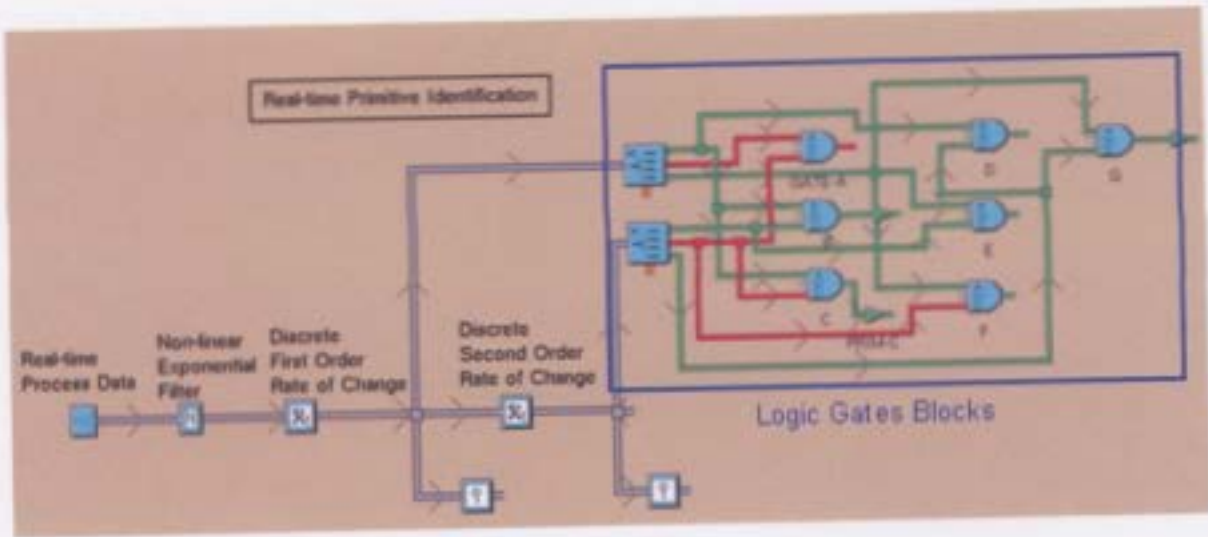 Real-time Primitive Identification
GATE-A
D
G
E
C
F
Real-time
Process Data
Non-linear
Exponential
Filter
Discrete
First Order
Rate of Change
Discrete
Second Order
Rate of Change
Logic Gates Blocks